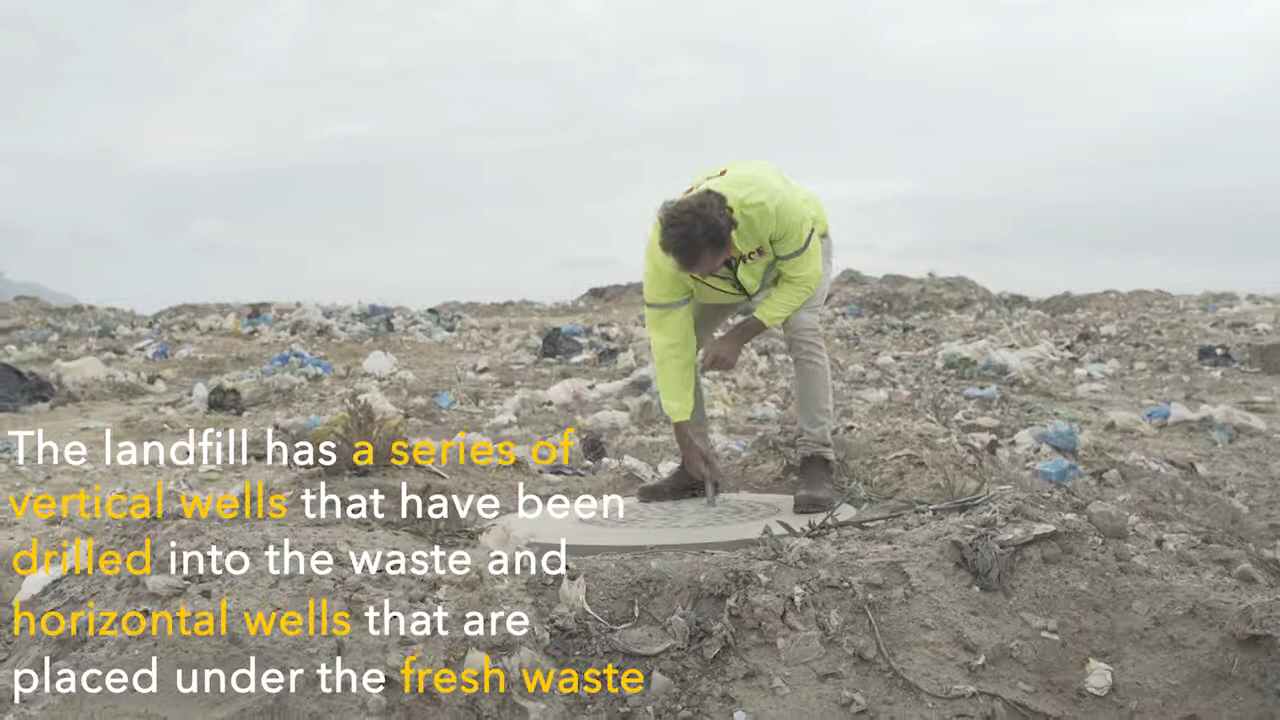 The landfill has a series of
vertical wells that have been
drilled into the waste and
horizontal wells that are
placed under the fresh waste